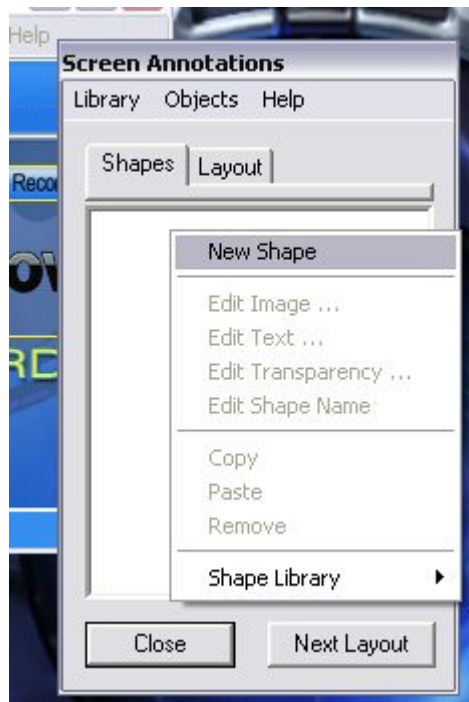 Help
Screen Annotations
Library Objects Help
Shapes Layout
New Shape
Edit Image ...
Edit Text ...
Edit Transparency ...
Edit Shape Name
Copy
Paste
Remove
Shape Library
Close Next Layout